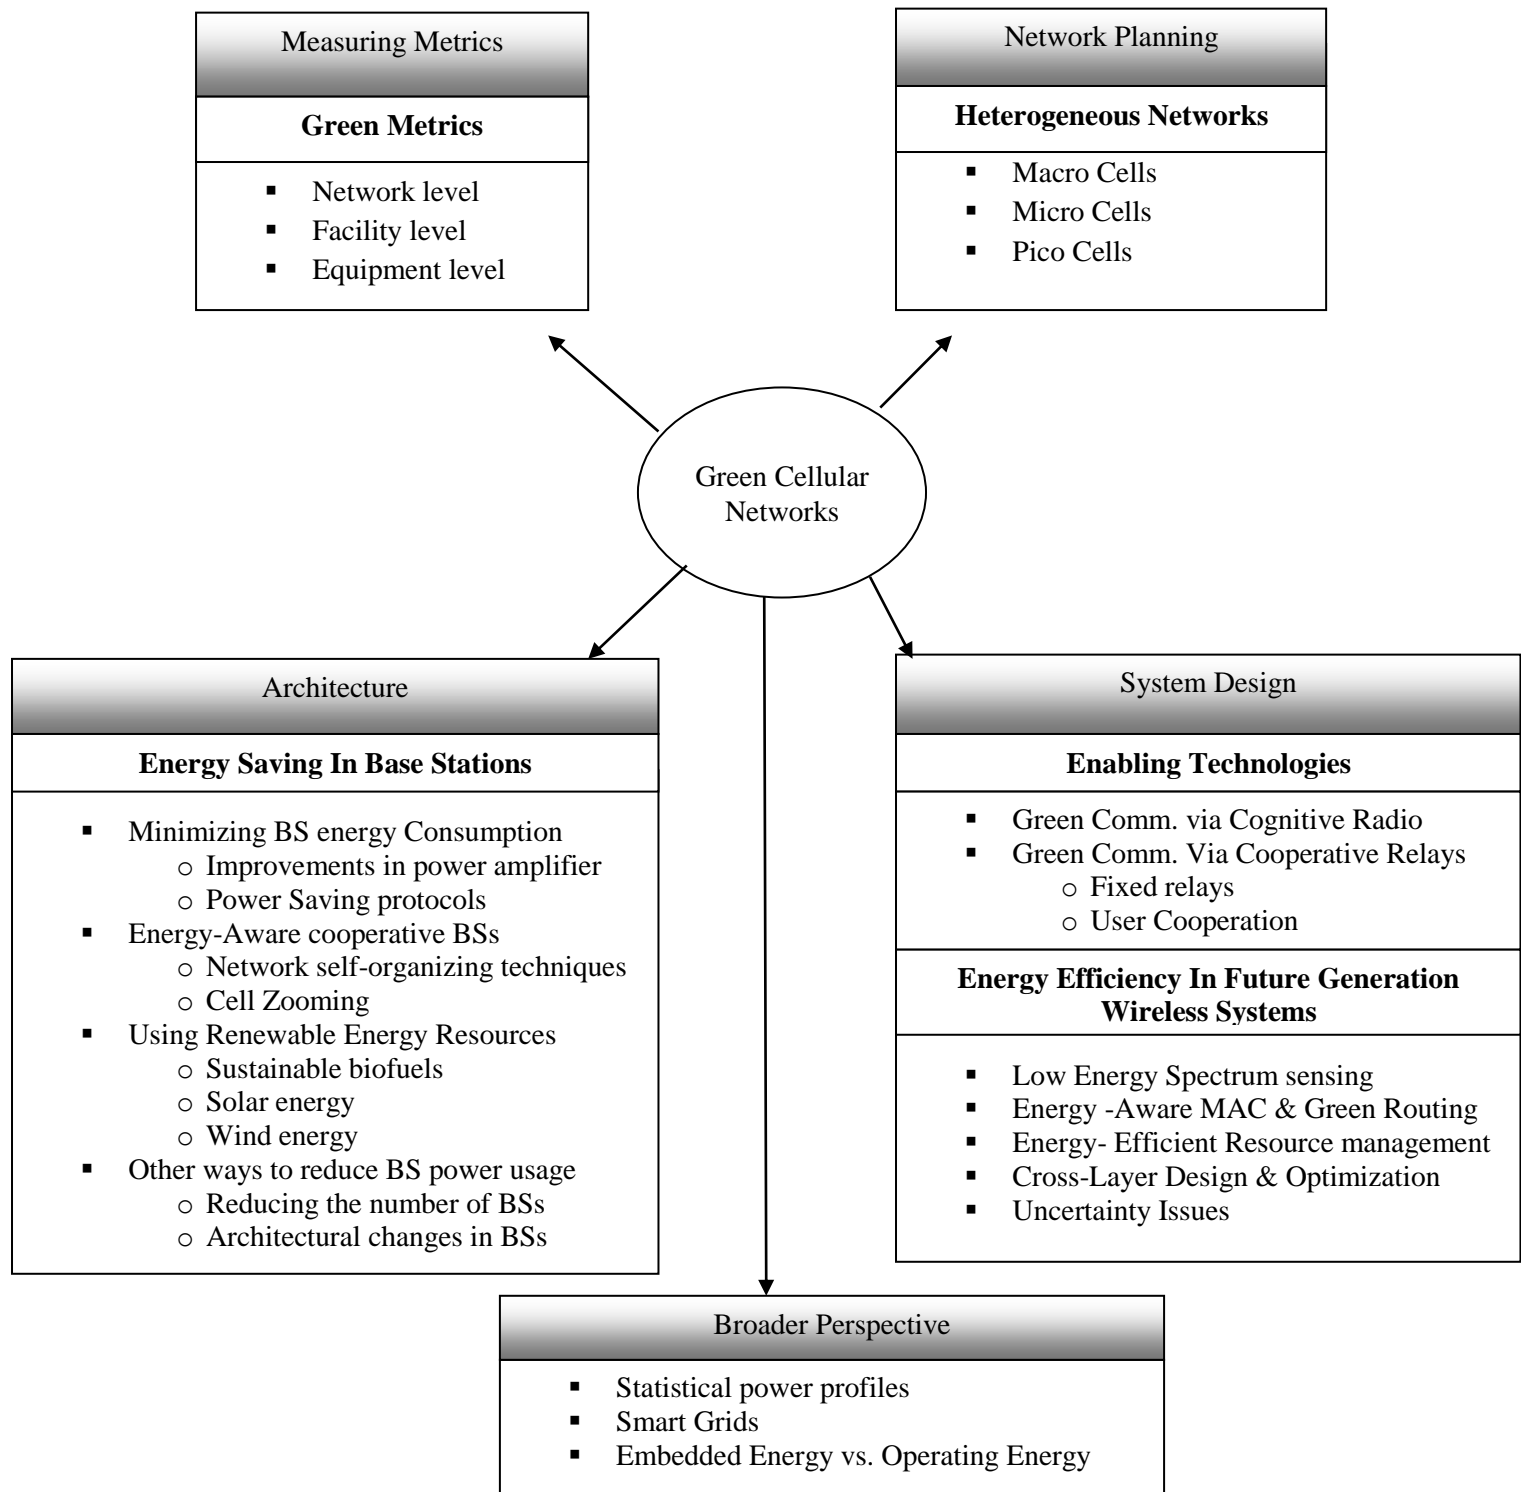 Measuring Metrics
Green Metrics
▪ Network level
▪ Facility level
▪ Equipment level
Network Planning
Heterogeneous Networks
▪ Macro Cells
▪ Micro Cells
▪ Pico Cells
Green Cellular
Networks
Architecture
Energy Saving In Base Stations
▪ Minimizing BS energy Consumption
o Improvements in power amplifier
o Power Saving protocols
▪ Energy-Aware cooperative BSs
o Network self-organizing techniques
o Cell Zooming
▪ Using Renewable Energy Resources
o Sustainable biofuels
o Solar energy
o Wind energy
▪ Other ways to reduce BS power usage
o Reducing the number of BSs
o Architectural changes in BSs
System Design
Enabling Technologies
▪ Green Comm. via Cognitive Radio
▪ Green Comm. Via Cooperative Relays
o Fixed relays
o User Cooperation
Energy Efficiency In Future Generation
Wireless Systems
▪ Low Energy Spectrum sensing
▪ Energy -Aware MAC & Green Routing
▪ Energy- Efficient Resource management
▪ Cross-Layer Design & Optimization
▪ Uncertainty Issues
Broader Perspective
▪ Statistical power profiles
▪ Smart Grids
▪ Embedded Energy vs. Operating Energy